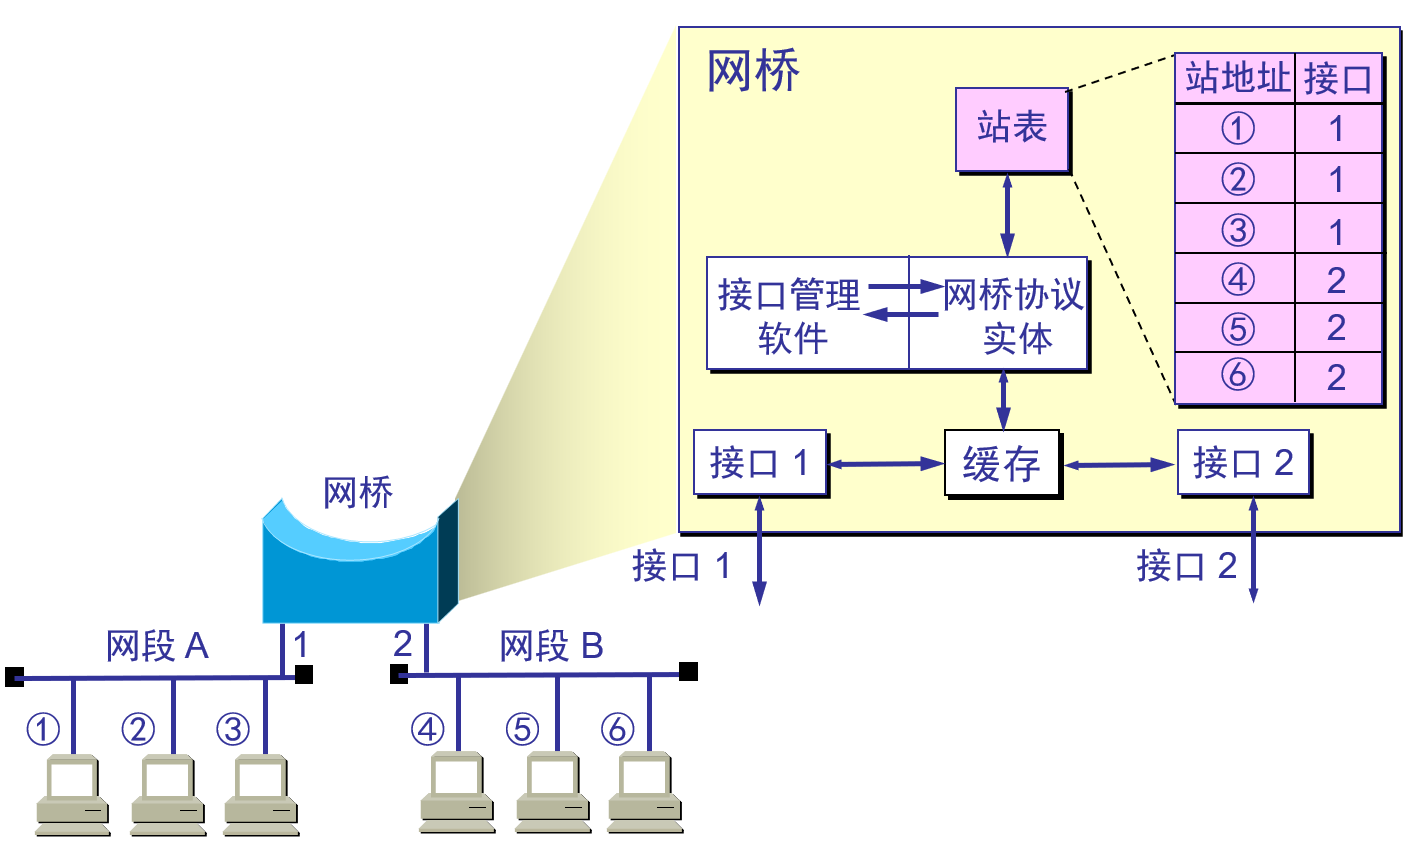 网桥
站表
站地址 接口
① 1
② 1
③ 1
④ 2
⑤ 2
⑥ 2
接口管理
软件
网桥协议
实体
接口 1
缓存
接口 2
接口 1
接口 2
网桥
网段 A
1
2
网段 B
①
②
③
④
⑤
⑥